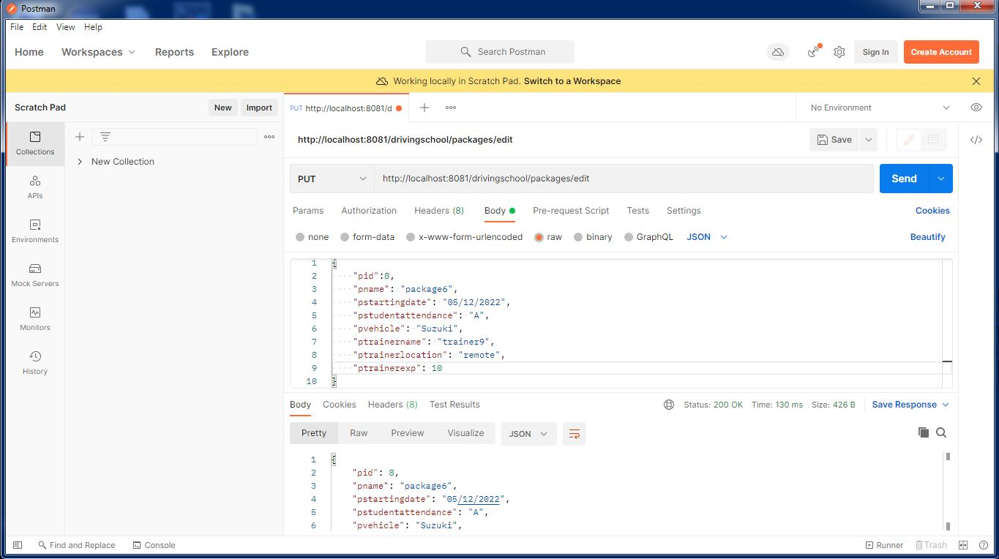 Postman
File Edit View Help
Home Workspaces Reports Explore Search Postman Sign In Create Account
Working locally in Scratch Pad. Switch to a Workspace
Scratch Pad New Import PUT http://localhost:8081/d No Environment
Collections
APIs
Environments
Mock Servers
Monitors
History
New Collection
http://localhost:8081/drivingschool/packages/edit Save
PUT http://localhost:8081/drivingschool/packages/edit Send
Params Authorization Headers (8) Body Pre-request Script Tests Settings Cookies
none form-data x-www-form-urlencoded raw binary GraphQL JSON Beautify
1 {
2 "pid":8,
3 "pname": "package6",
4 "pstartingdate": "05/12/2022",
5 "pstudentattendance": "A",
6 "pvehicle": "Suzuki",
7 "ptrainername": "trainer9",
8 "ptrainerlocation": "remote",
9 "ptrainerexp": 10
10 }
Body Cookies Headers (8) Test Results Status: 200 OK Time: 130 ms Size: 426 B Save Response
Pretty Raw Preview Visualize JSON
1 {
2 "pid": 8,
3 "pname": "package6",
4 "pstartingdate": "05/12/2022",
5 "pstudentattendance": "A",
6 "pvehicle": "Suzuki",
Find and Replace Console Runner Trash